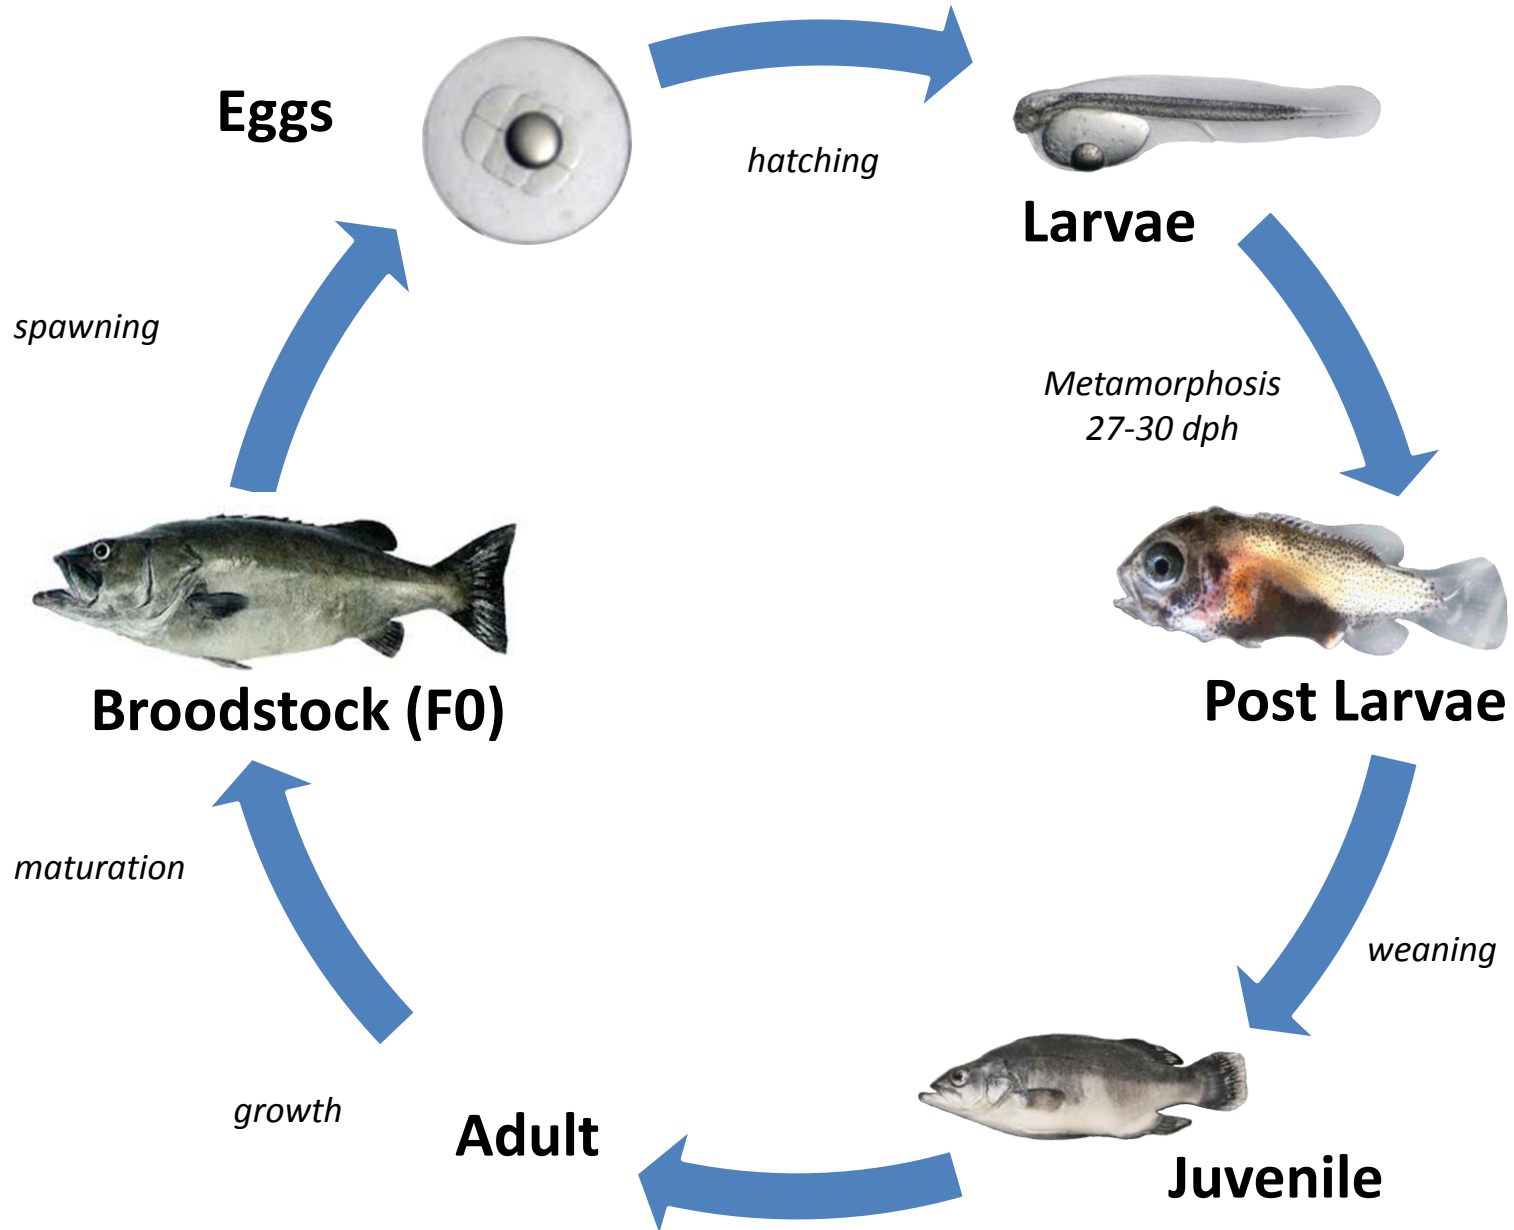 Eggs
hatching
Larvae
spawning
Metamorphosis
27-30 dph
Broodstock (F0)
Post Larvae
maturation
weaning
growth
Adult
Juvenile